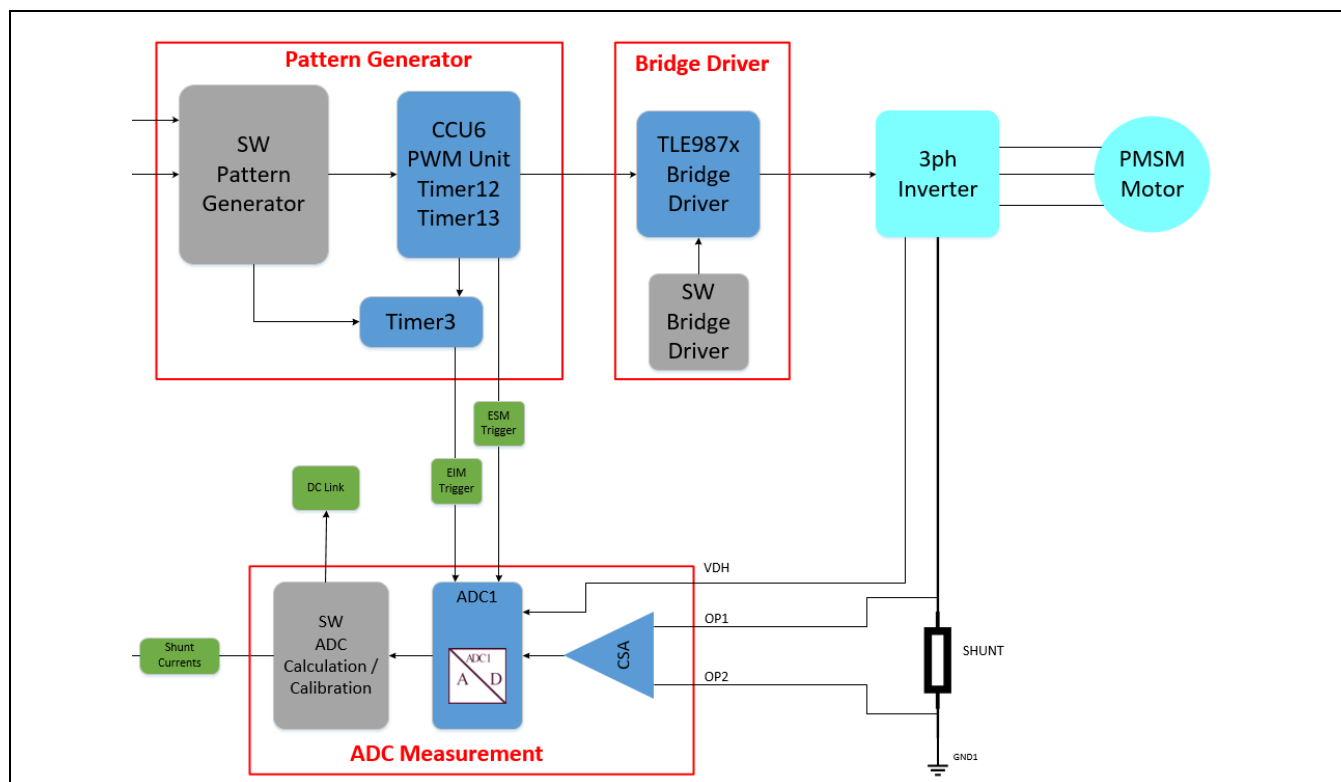 Pattern Generator
Bridge Driver
SW
Pattern
Generator
CCU6
PWM Unit
Timer12
Timer13
TLE987x
Bridge
Driver
3ph
Inverter
PMSM
Motor
Timer3
SW
Bridge
Driver
ESM
Trigger
EIM
Trigger
DC Link
VDH
ADC1
OP1
SW
ADC
Calculation /
Calibration
Shunt
Currents
ADC1
A
D
CSA
SHUNT
OP2
ADC Measurement
GND1